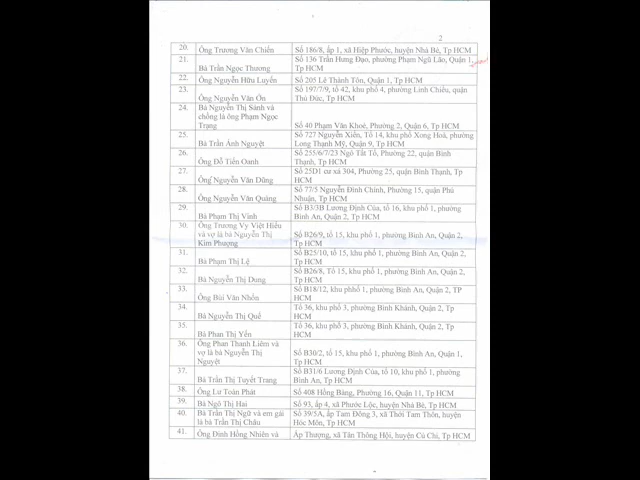 2
20. Ông Trương Văn Chiến Số 186/8, ấp 1, xã Hiệp Phước, huyện Nhà Bè, Tp HCM
21. Bà Trần Ngọc Thương Số 136 Trần Hưng Đạo, phường Phạm Ngũ Lão, Quận 1,
Tp HCM
22. Ông Nguyễn Hữu Luyến Số 205 Lê Thánh Tôn, Quận 1, Tp HCM
23. Ông Nguyễn Văn Ổn Số 197/7/9, tổ 42, khu phố 4, phường Linh Chiểu, quận
Thủ Đức, Tp HCM
24. Bà Nguyễn Thị Sánh và
chồng là ông Phạm Ngọc
Trạng Số 40 Phạm Văn Khoẻ, Phường 2, Quận 6, Tp HCM
25. Bà Trần Ánh Nguyệt Số 727 Nguyễn Xiển, Tổ 14, khu phố Xong Hoà, phường
Long Thạnh Mỹ, Quận 9, Tp HCM
26. Ông Đỗ Tiến Oanh Số 255/6/7/23 Ngô Tất Tố, Phường 22, quận Bình
Thạnh, Tp HCM
27. Ông Nguyễn Văn Dũng Số 25D1 cư xá 304, Phường 25, quận Bình Thạnh, Tp
HCM
28. Ông Nguyễn Văn Quảng Số 77/5 Nguyễn Đình Chính, Phường 15, quận Phú
Nhuận, Tp HCM
29. Bà Phạm Thị Vinh Số B3/3B Lương Định Của, tổ 16, khu phố 1, phường
Bình An, Quận 2, Tp HCM
30. Ông Trương Vy Việt Hiếu
và vợ là bà Nguyễn Thị
Kim Phượng Số B26/9, tổ 15, khu phố 1, phường Bình An, Quận 2,
Tp HCM
31. Bà Phạm Thị Lệ Số B25/10, tổ 15, khu phố 1, phường Bình An, Quận 2,
Tp HCM
32. Bà Nguyễn Thị Dung Số B26/8, Tổ 15, khu phố 1, phường Bình An, Quận 2,
Tp HCM
33. Ông Bùi Văn Nhốn Số B18/12, khu phhố 1, phường Bình An, Quận 2, TP
HCM
34. Bà Nguyễn Thị Quế Tổ 36, khu phố 3, phường Bình Khánh, Quận 2, Tp
HCM
35. Bà Phan Thị Yến Tổ 36, khu phố 3, phường Bình Khánh, Quận 2, Tp
HCM
36. Ông Phan Thanh Liêm và
vợ là bà Nguyễn Thị
Nguyệt Số B30/2, tổ 15, khu phố 1, phường Bình An, Quận 1,
Tp HCM
37. Bà Trần Thị Tuyết Trang Số B31/6 Lương Định Của, tổ 10, khu phố 1, phường
Bình An, Tp HCM
38. Ông Lư Toàn Phát Số 408 Hồng Bàng, Phường 16, Quận 11, Tp HCM
39. Bà Ngô Thị Hai Số 93, ấp 4, xã Phước Lộc, huyện Nhà Bè, Tp HCM
40. Bà Trần Thị Ngữ và em gái
là bà Trần Thị Châu Số 39/5A, ấp Tam Đông 3, xã Thới Tam Thôn, huyện
Hóc Môn, Tp HCM
41. Ông Đinh Hồng Nhiên và Ấp Thượng, xã Tân Thông Hội, huyện Củ Chi, Tp HCM